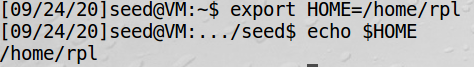 [09/24/20]seed@VM:~$ export HOME=/home/rpl
[09/24/20]seed@VM:.../seed$ echo $HOME
/home/rpl